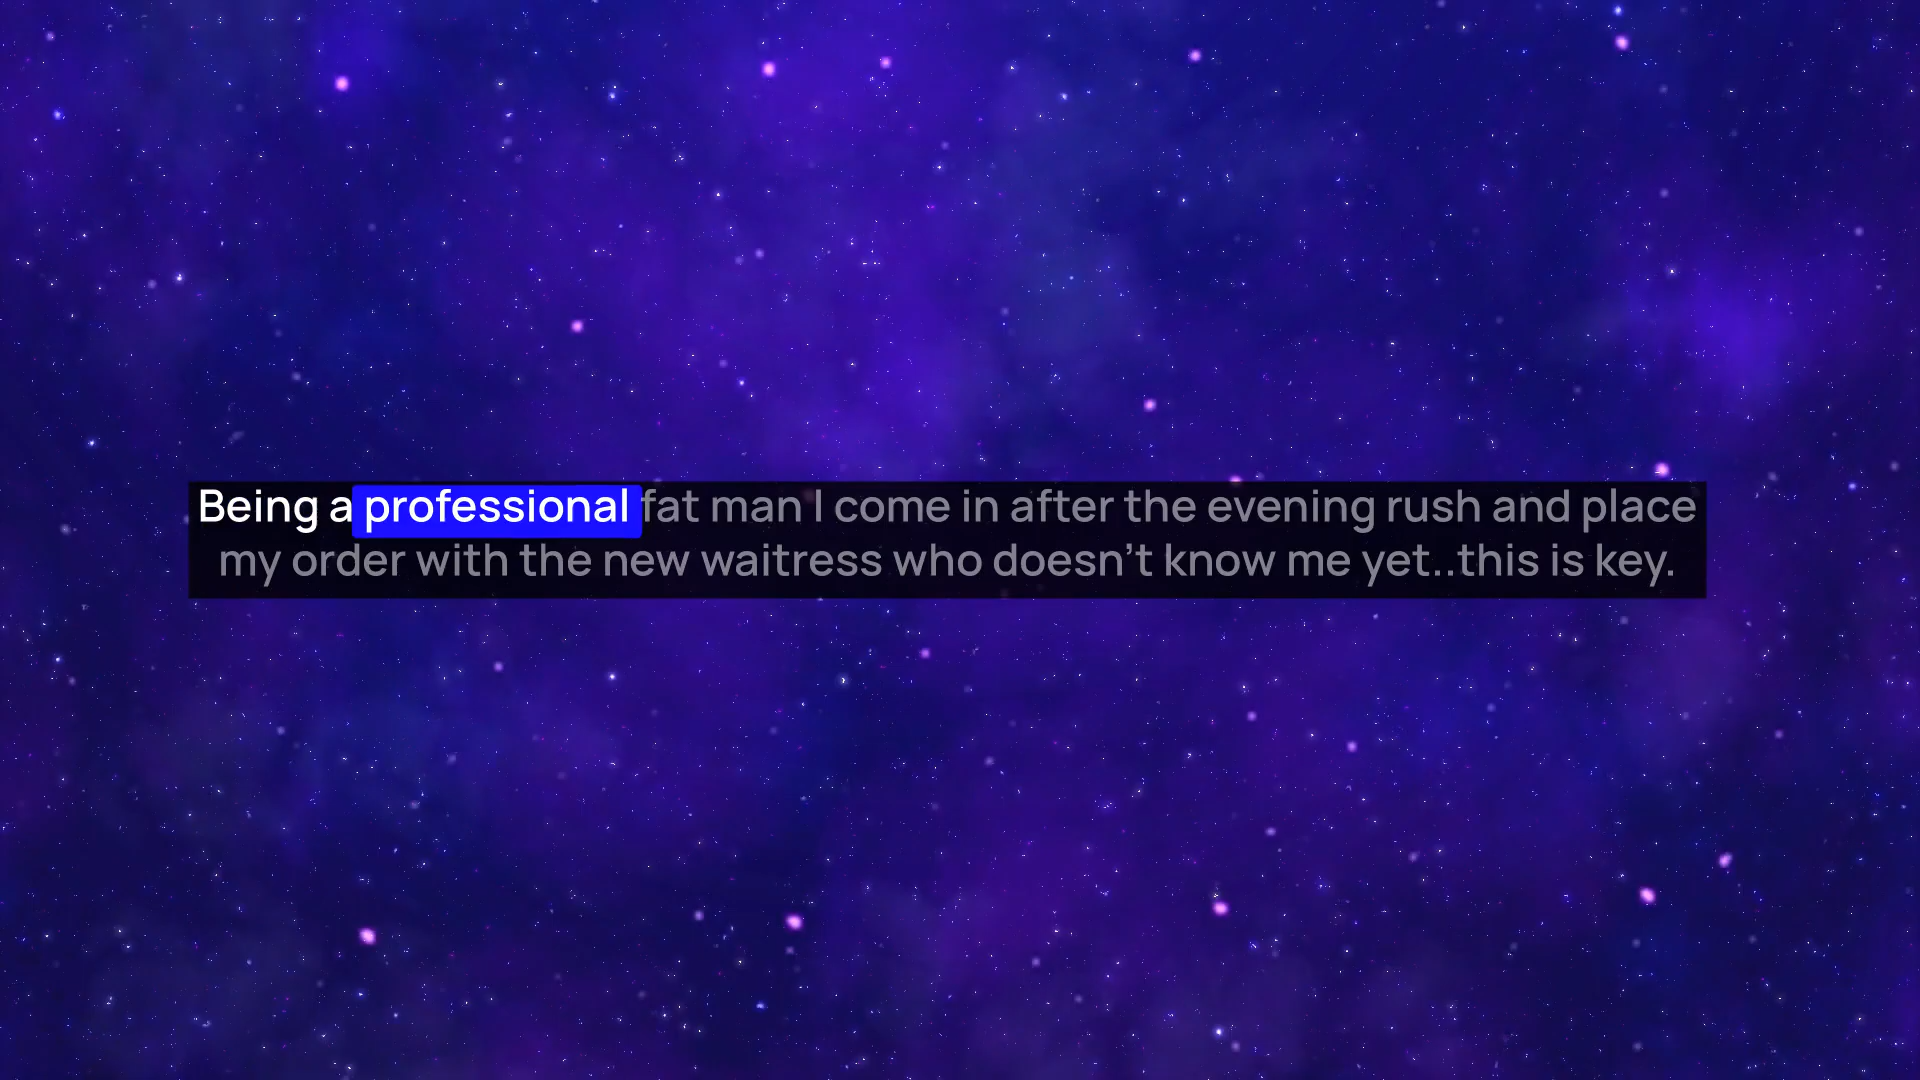 Being a professional fat man I come in after the evening rush and place
my order with the new waitress who doesn't know me yet..this is key.